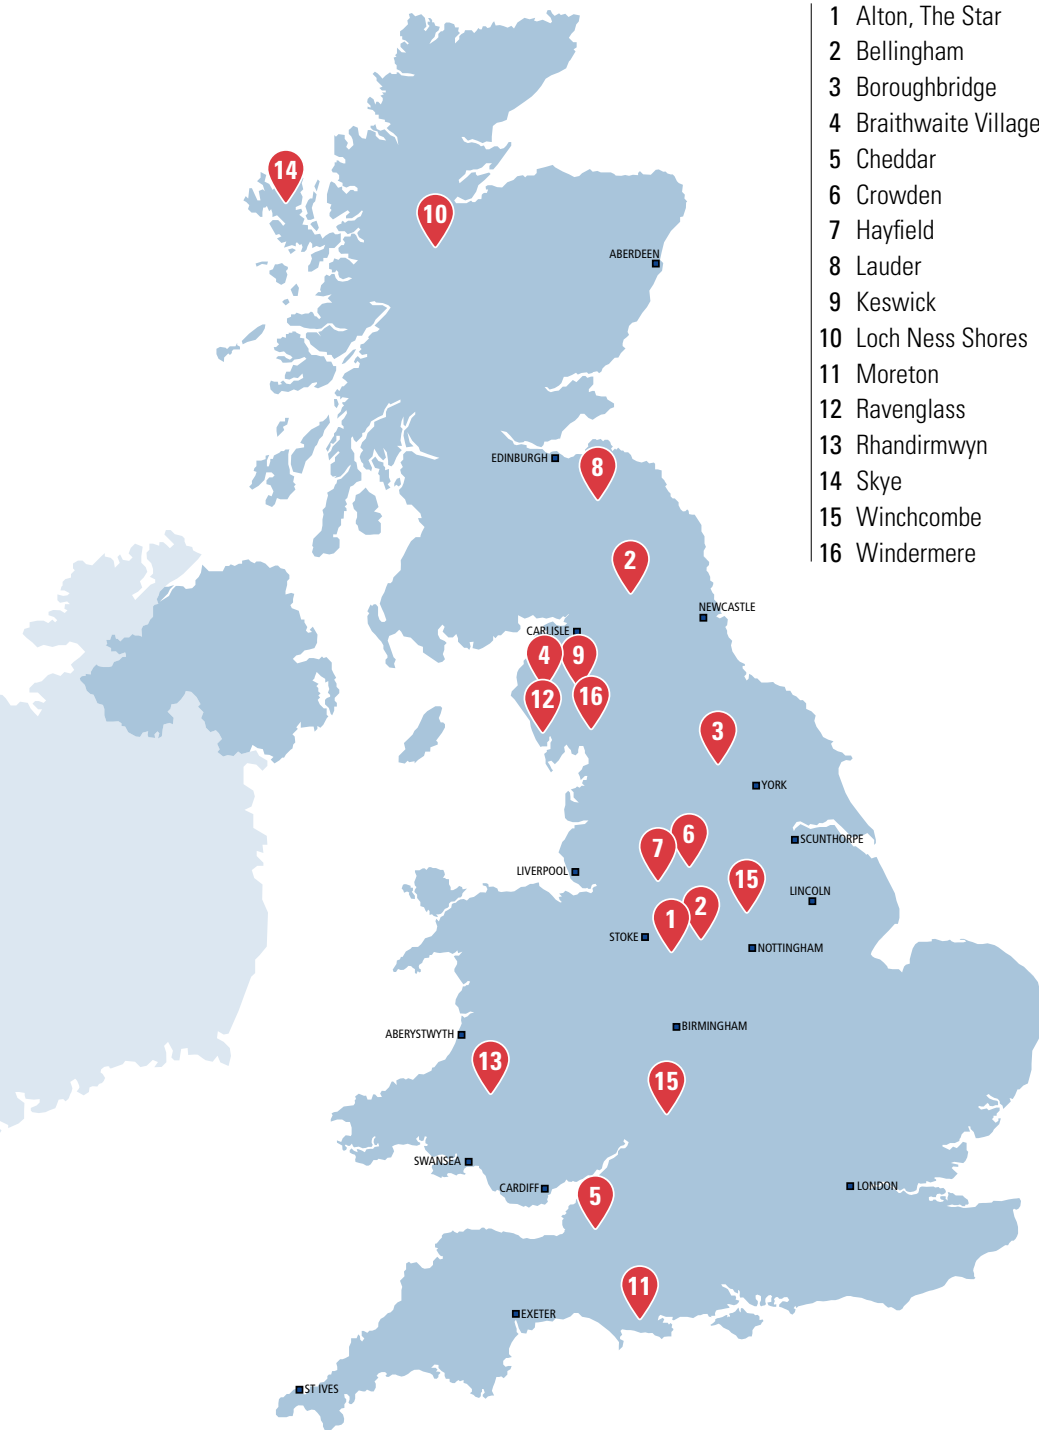 1 Alton, The Star
2 Bellingham
3 Boroughbridge
4 Braithwaite Village
5 Cheddar
6 Crowden
7 Hayfield
8 Lauder
9 Keswick
10 Loch Ness Shores
11 Moreton
12 Ravenglass
13 Rhandirmwyn
14 Skye
15 Winchcombe
16 Windermere
14
10
ABERDEEN
EDINBURGH
8
2
NEWCASTLE
CARLISLE
4
9
12
16
3
YORK
6
7
SCUNTHORPE
LIVERPOOL
15
LINCOLN
2
1
STOKE
NOTTINGHAM
BIRMINGHAM
ABERYSTWYTH
13
15
SWANSEA
CARDIFF
LONDON
5
11
EXETER
ST IVES